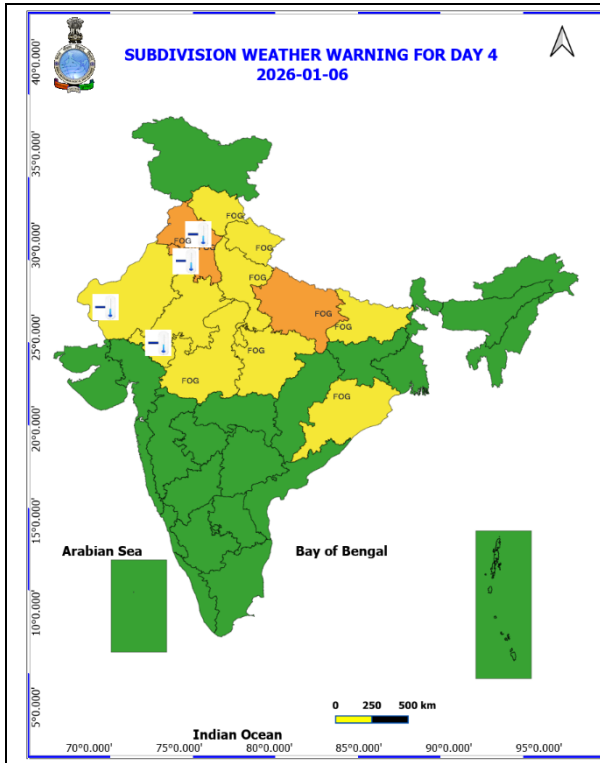 SUBDIVISION WEATHER WARNING FOR DAY 4
2026-01-06
40°0.000'
35°0.000'
30°0.000'
25°0.000'
20°0.000'
15°0.000'
10°0.000'
5°0.000'
FOG
FOG
FOG
FOG
FOG
FOG
FOG
FOG
FOG
Arabian Sea
Bay of Bengal
0 250 500 km
Indian Ocean
70°0.000' 75°0.000' 80°0.000' 85°0.000' 90°0.000' 95°0.000'